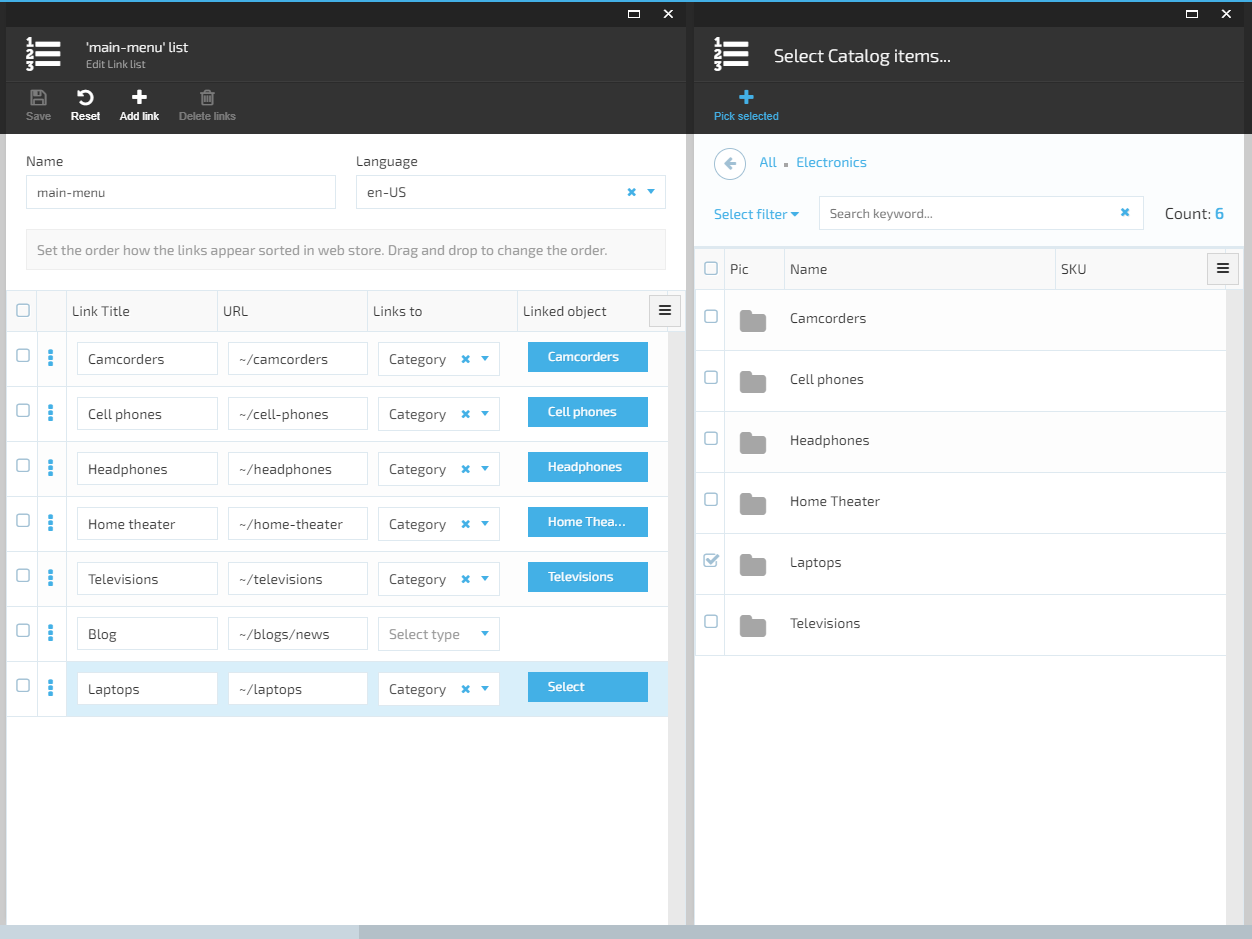 'main-menu' list
Edit Link list
Save Reset Add link Delete links
Name Language
main-menu en-US
Set the order how the links appear sorted in web store. Drag and drop to change the order.
Link Title URL Links to Linked object
Camcorders ~/camcorders Category Camcorders
Cell phones ~/cell-phones Category Cell phones
Headphones ~/headphones Category Headphones
Home theater ~/home-theater Category Home Thea...
Televisions ~/televisions Category Televisions
Blog ~/blogs/news Select type
Laptops ~/laptops Category Select
Select Catalog items...
Pick selected
All Electronics
Select filter Search keyword... Count: 6
Pic Name SKU
Camcorders
Cell phones
Headphones
Home Theater
Laptops
Televisions